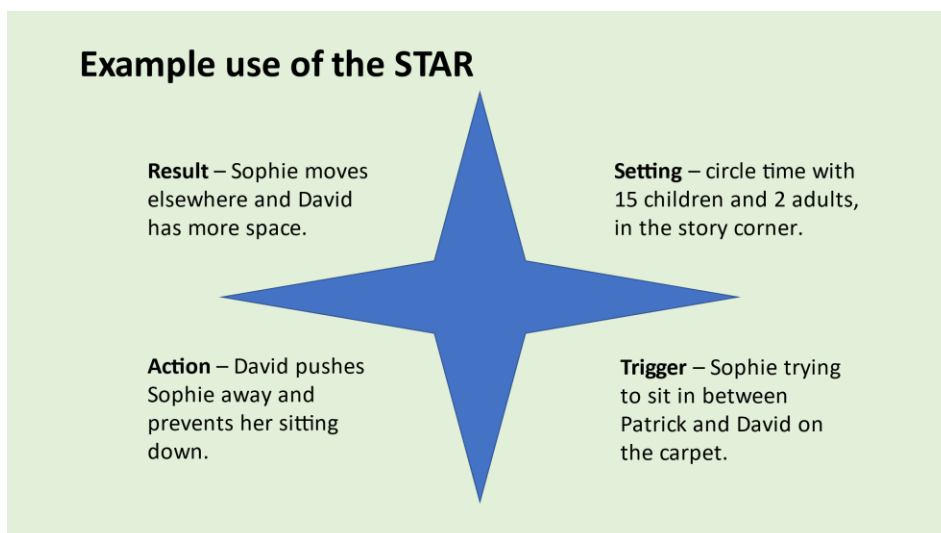 Example use of the STAR
Result – Sophie moves
elsewhere and David
has more space.
Setting – circle time with
15 children and 2 adults,
in the story corner.
Action – David pushes
Sophie away and
prevents her sitting
down.
Trigger – Sophie trying
to sit in between
Patrick and David on
the carpet.